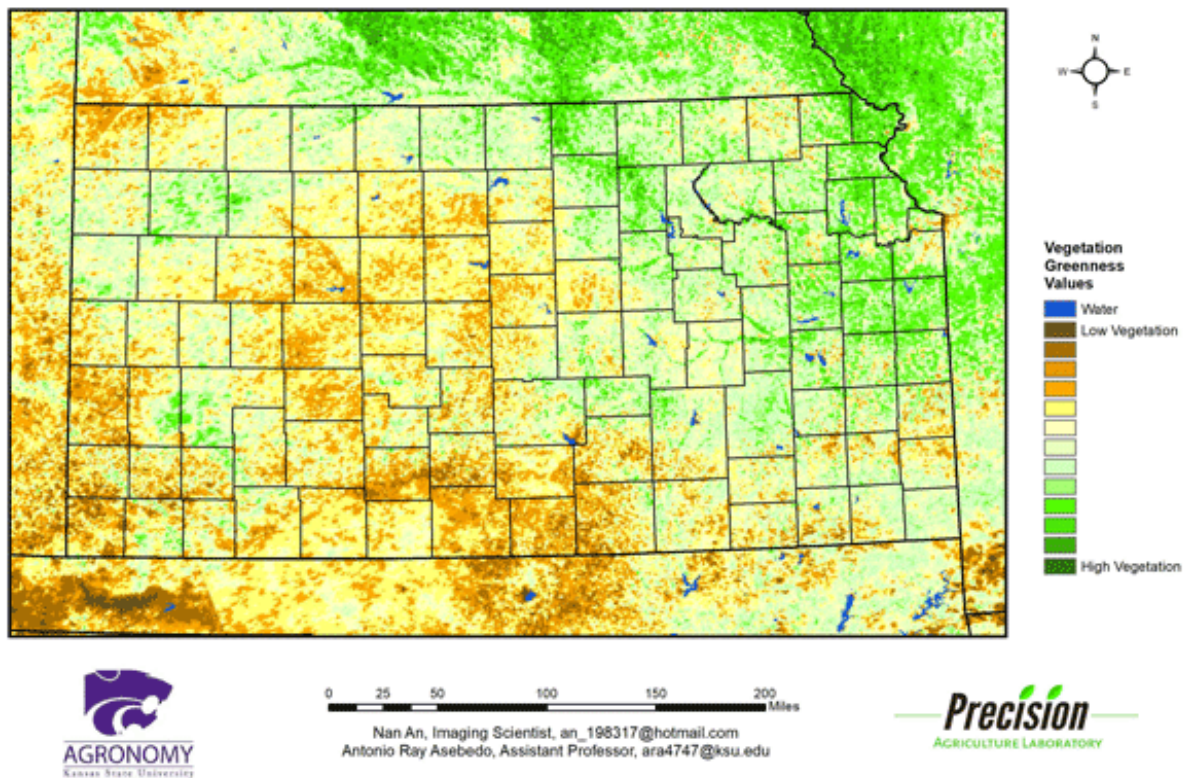 N
W E
S
Vegetation
Greenness
Values
Water
Low Vegetation
High Vegetation
0 25 50 100 150 200
Miles
Nan An, Imaging Scientist, an_198317@hotmail.com
Antonio Ray Asebedo, Assistant Professor, ara4747@ksu.edu
AGRONOMY
Kansas State University
Precision
AGRICULTURE LABORATORY